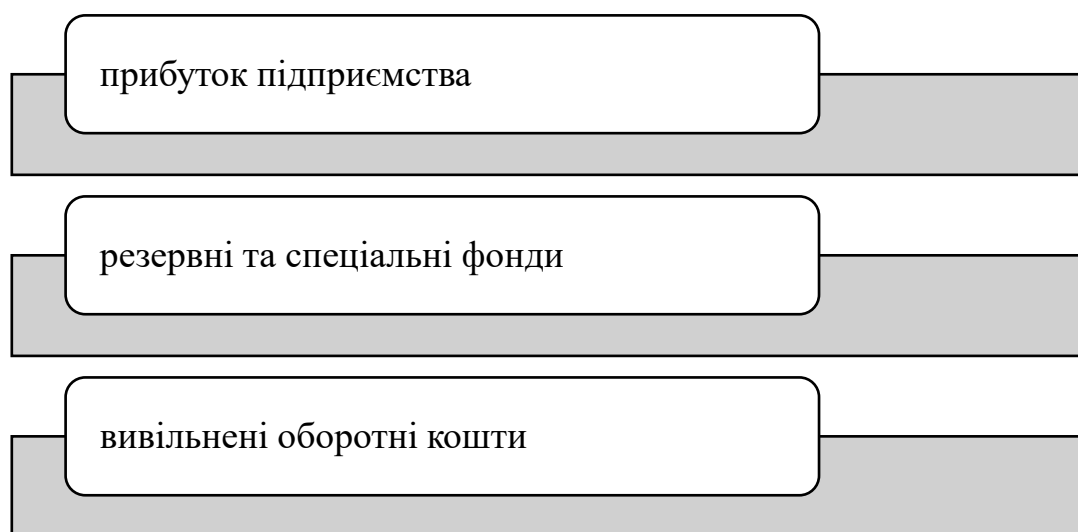 прибуток підприємства
резервні та спеціальні фонди
вивільнені оборотні кошти